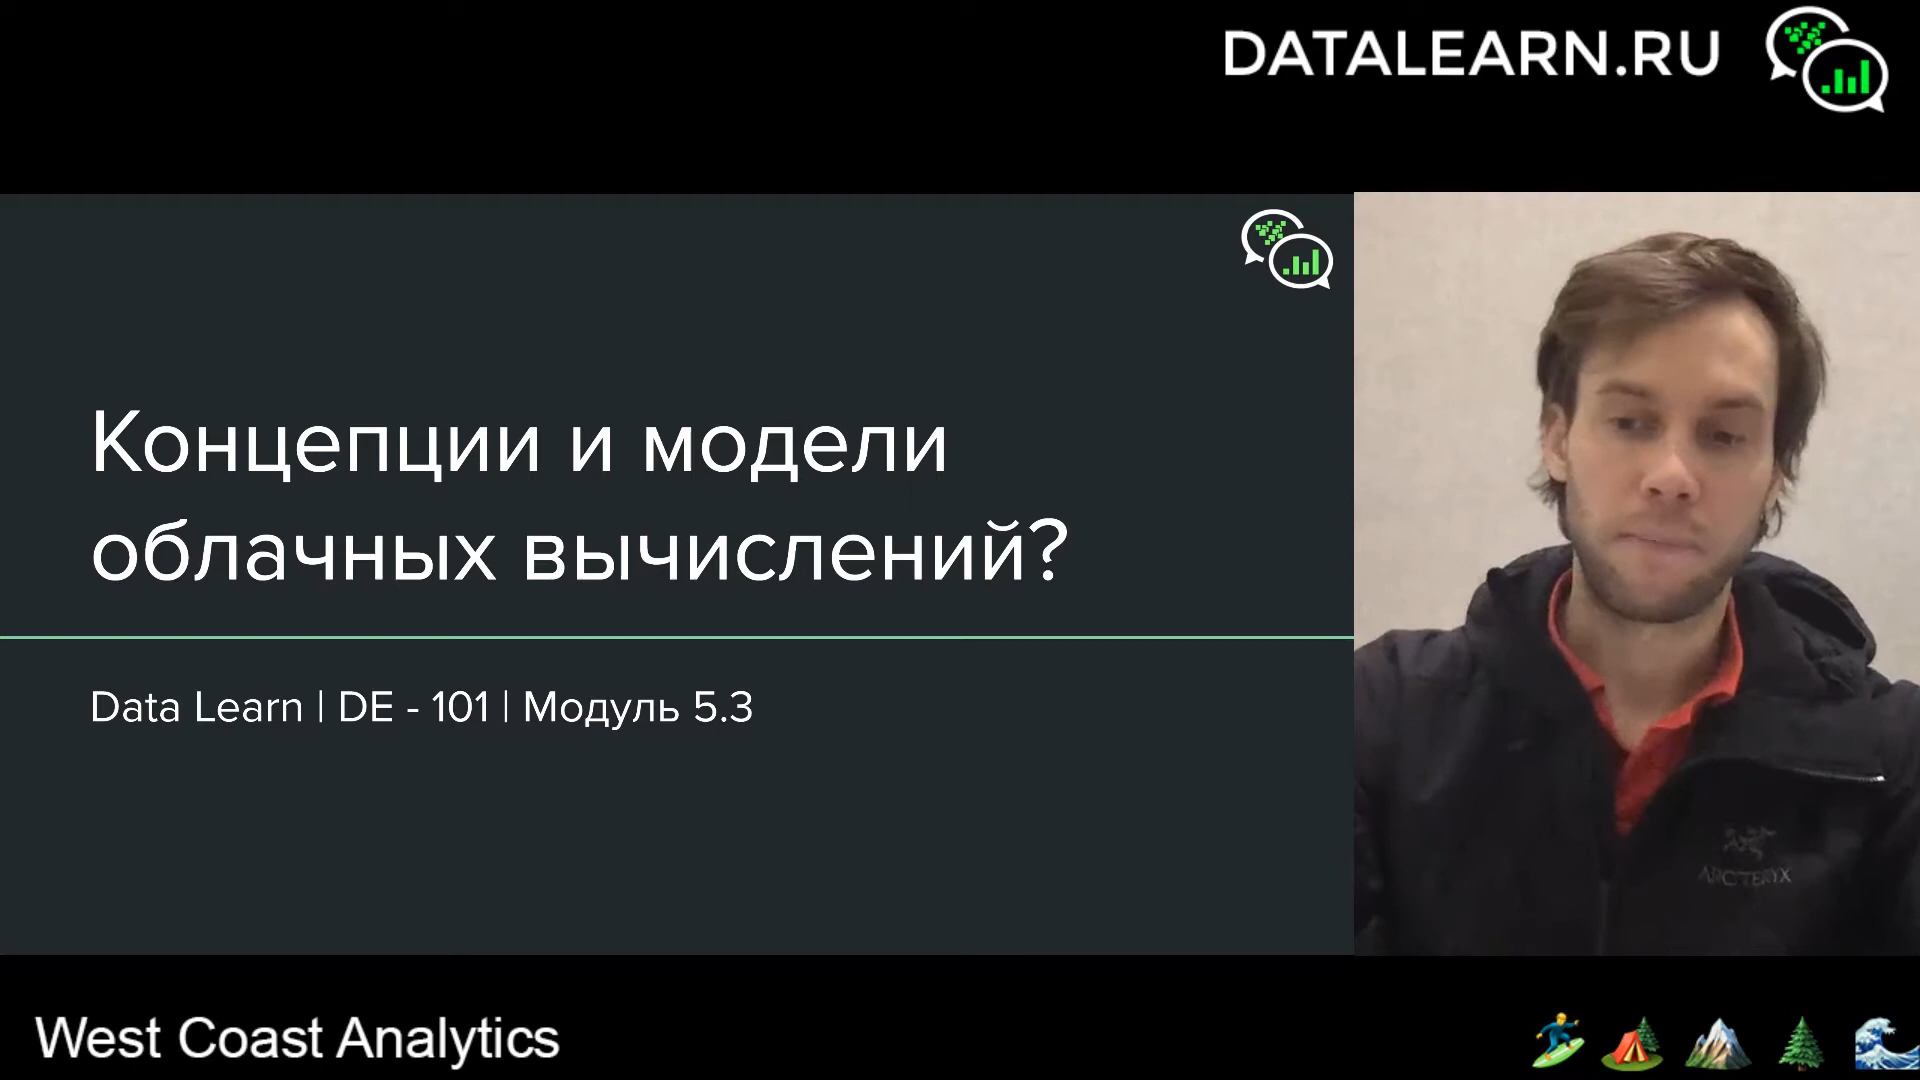 DATALEARN.RU
Концепции и модели
облачных вычислений?
Data Learn | DE - 101 | Модуль 5.3
ARC'TERYX
West Coast Analytics